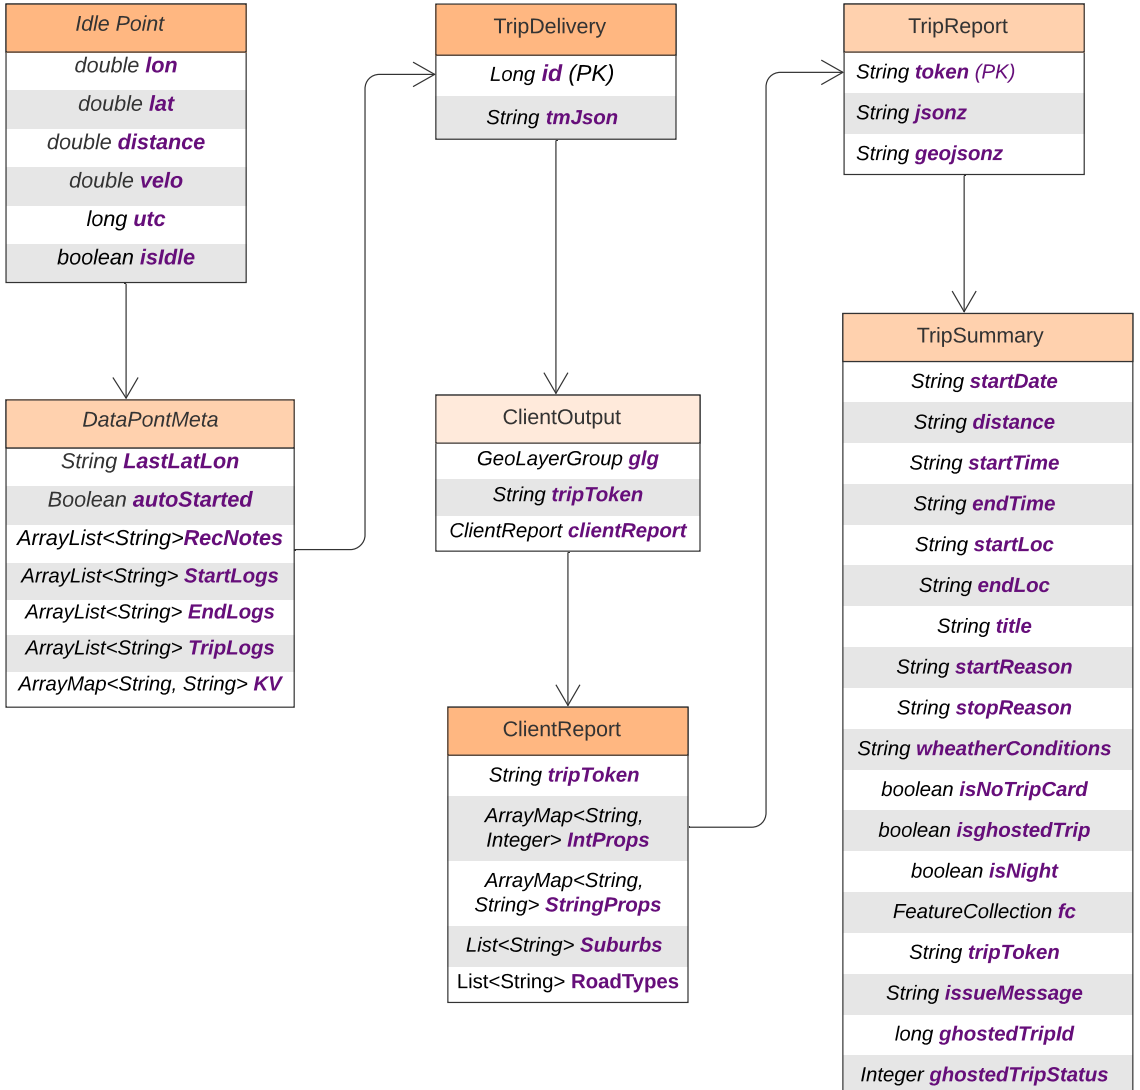 Idle Point
double lon
double lat
double distance
double velo
long utc
boolean isIdle
DataPontMeta
String LastLatLon
Boolean autoStarted
ArrayList<String>RecNotes
ArrayList<String> StartLogs
ArrayList<String> EndLogs
ArrayList<String> TripLogs
ArrayMap<String, String> KV
TripDelivery
Long id (PK)
String tmJson
ClientOutput
GeoLayerGroup glg
String tripToken
ClientReport clientReport
ClientReport
String tripToken
ArrayMap<String,
Integer> IntProps
ArrayMap<String,
String> StringProps
List<String> Suburbs
List<String> RoadTypes
TripReport
String token (PK)
String jsonz
String geojsonz
TripSummary
String startDate
String distance
String startTime
String endTime
String startLoc
String endLoc
String title
String startReason
String stopReason
String wheatherConditions
boolean isNoTripCard
boolean isghostedTrip
boolean isNight
FeatureCollection fc
String tripToken
String issueMessage
long ghostedTripId
Integer ghostedTripStatus